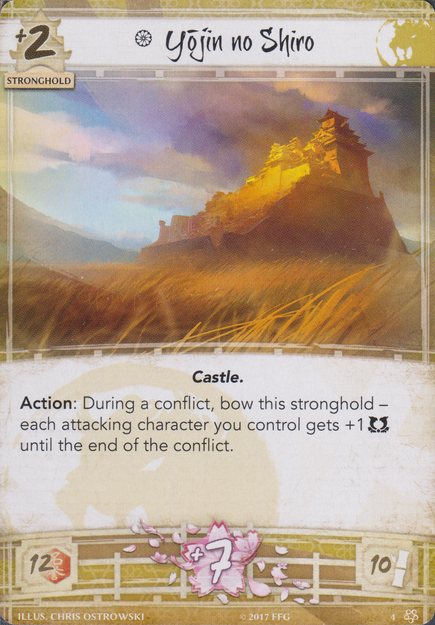 +2
STRONGHOLD
Yōjin no Shiro
Castle.
Action: During a conflict, bow this stronghold –
each attacking character you control gets +1
until the end of the conflict.
12
+7
10
ILLUS. CHRIS OSTROWSKI
© 2017 FFG
4